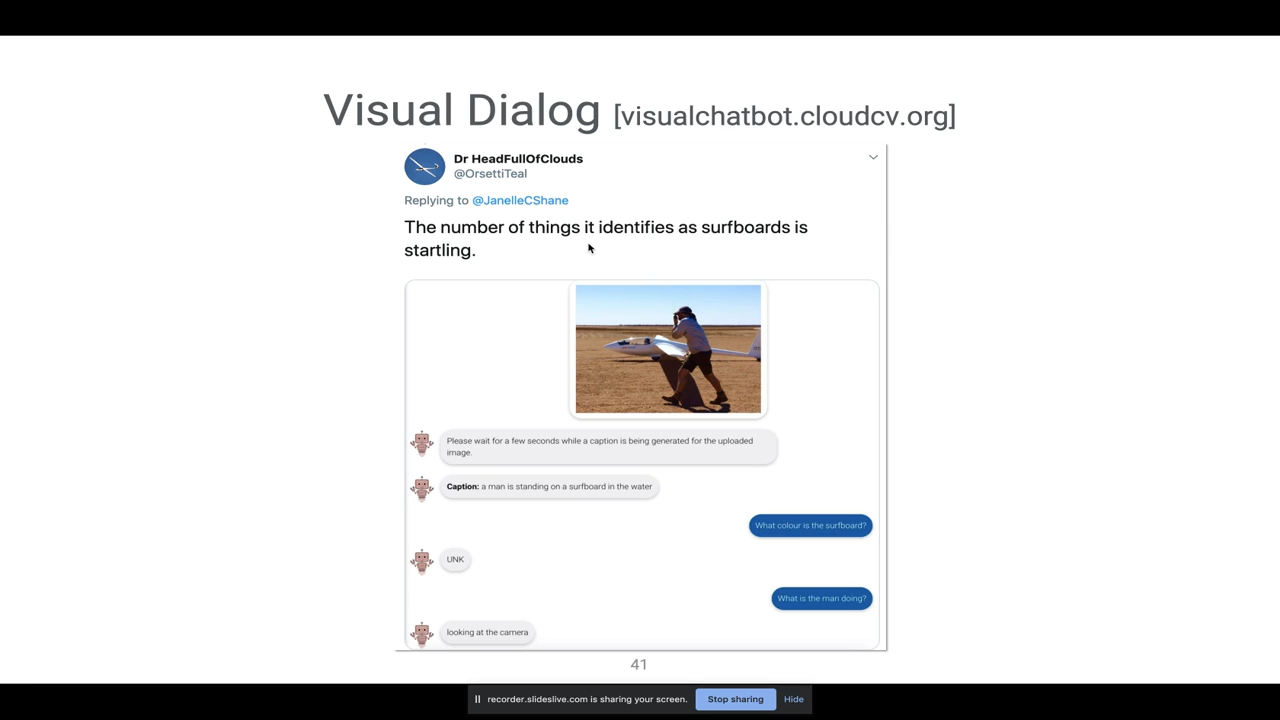 Visual Dialog [visualchatbot.cloudcv.org]
Dr HeadFullOfClouds
@OrsettiTeal
Replying to @JanelleCShane
The number of things it identifies as surfboards is
startling.
Please wait for a few seconds while a caption is being generated for the uploaded
image.
Caption: a man is standing on a surfboard in the water
What colour is the surfboard?
UNK
What is the man doing?
looking at the camera
41
recorder.slideslive.com is sharing your screen.
Stop sharing
Hide